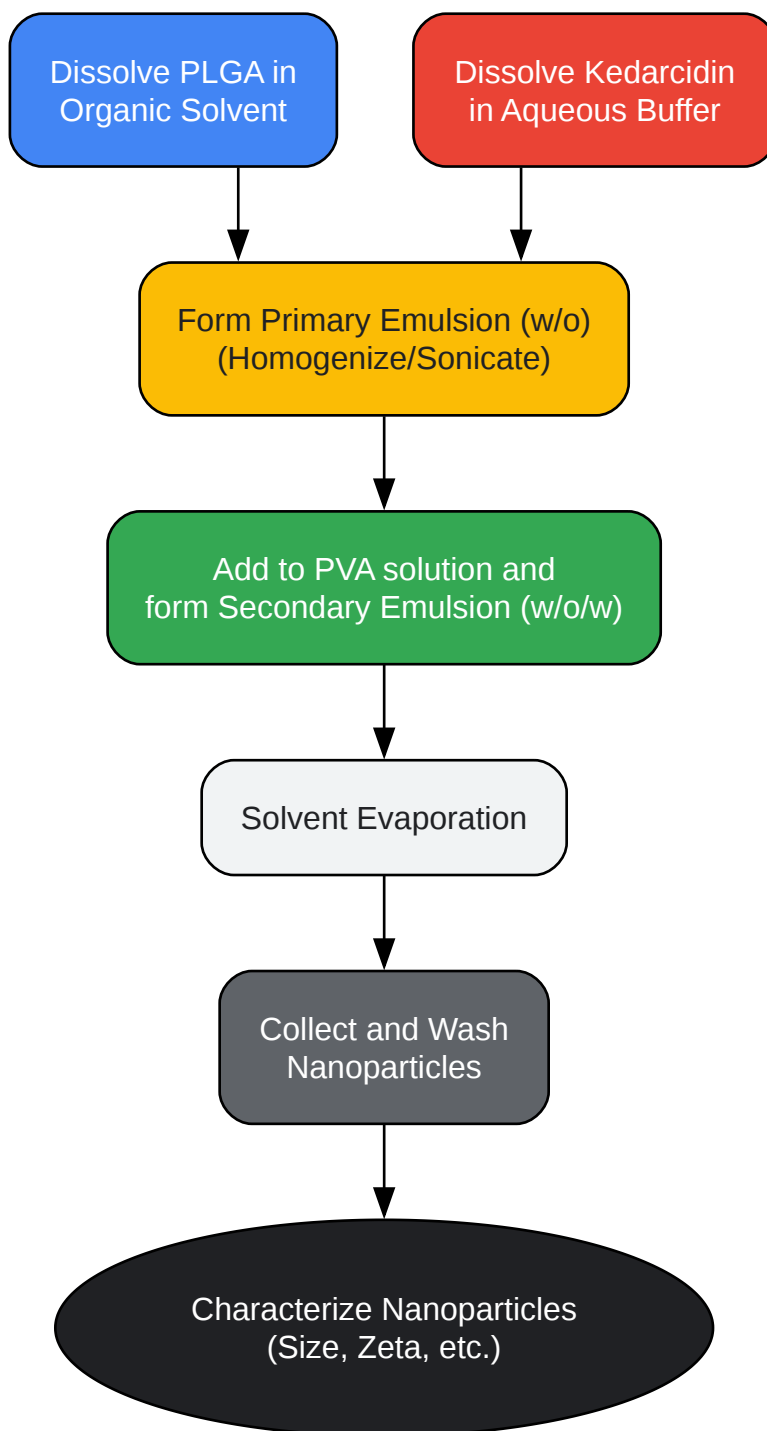 Dissolve PLGA in
Organic Solvent
Dissolve Kedarcidin
in Aqueous Buffer
Form Primary Emulsion (w/o)
(Homogenize/Sonicate)
Add to PVA solution and
form Secondary Emulsion (w/o/w)
Solvent Evaporation
Collect and Wash
Nanoparticles
Characterize Nanoparticles
(Size, Zeta, etc.)